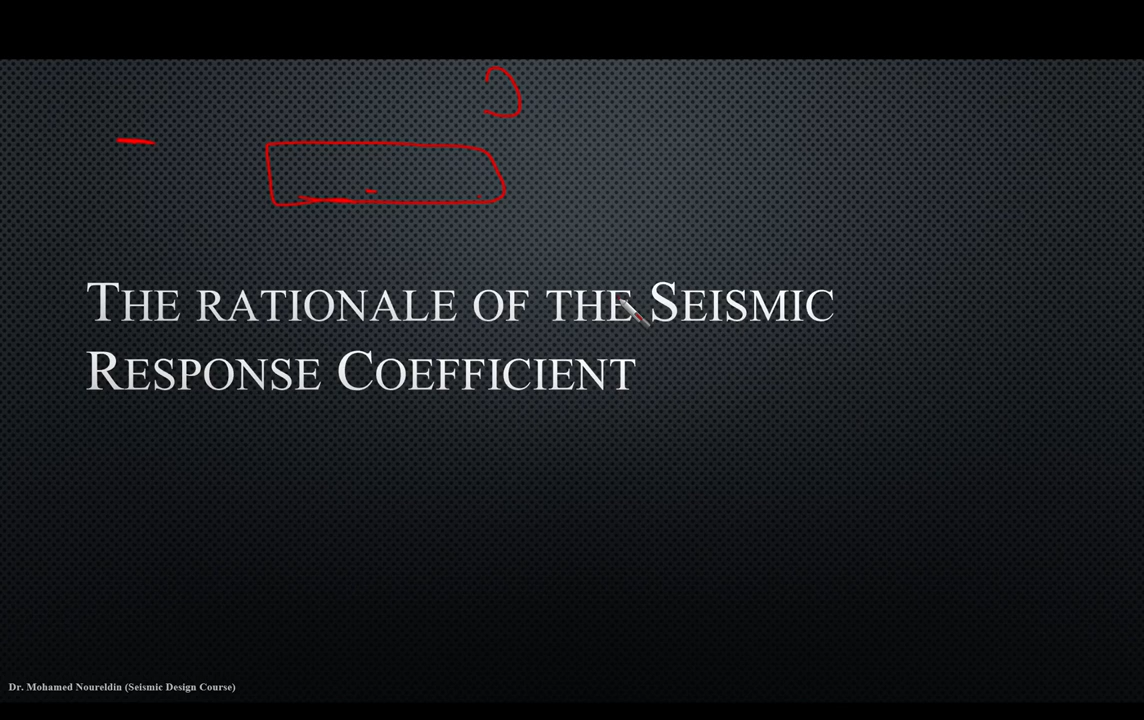 The rationale of the Seismic
Response Coefficient
Dr. Mohamed Noureldin (Seismic Design Course)